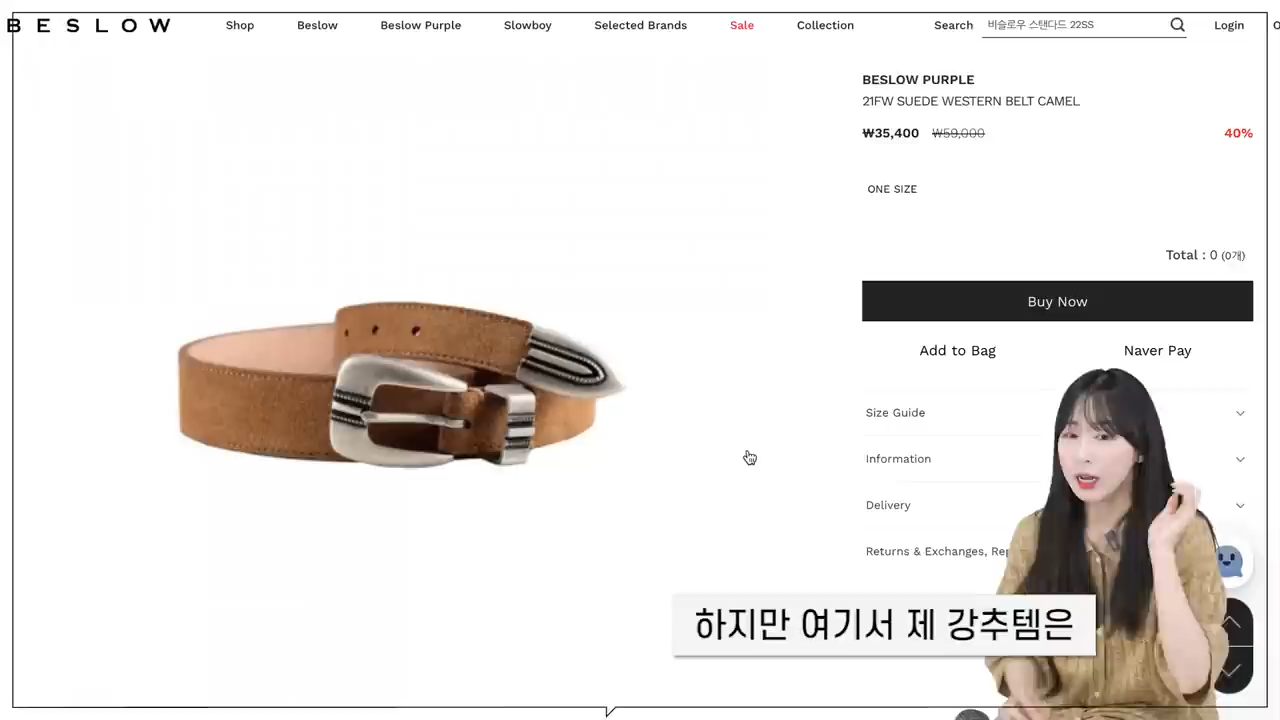 BESLOW
Shop
Beslow
Beslow Purple
Slowboy
Selected Brands
Sale
Collection
Search
비슬로우 스탠다드 22SS
Login
BESLOW PURPLE
21FW SUEDE WESTERN BELT CAMEL
₩35,400 ₩59,000 40%
ONE SIZE
Total : 0 (0개)
Buy Now
Add to Bag
Naver Pay
Size Guide
Information
Delivery
Returns & Exchanges,
하지만 여기서 제 강추템은